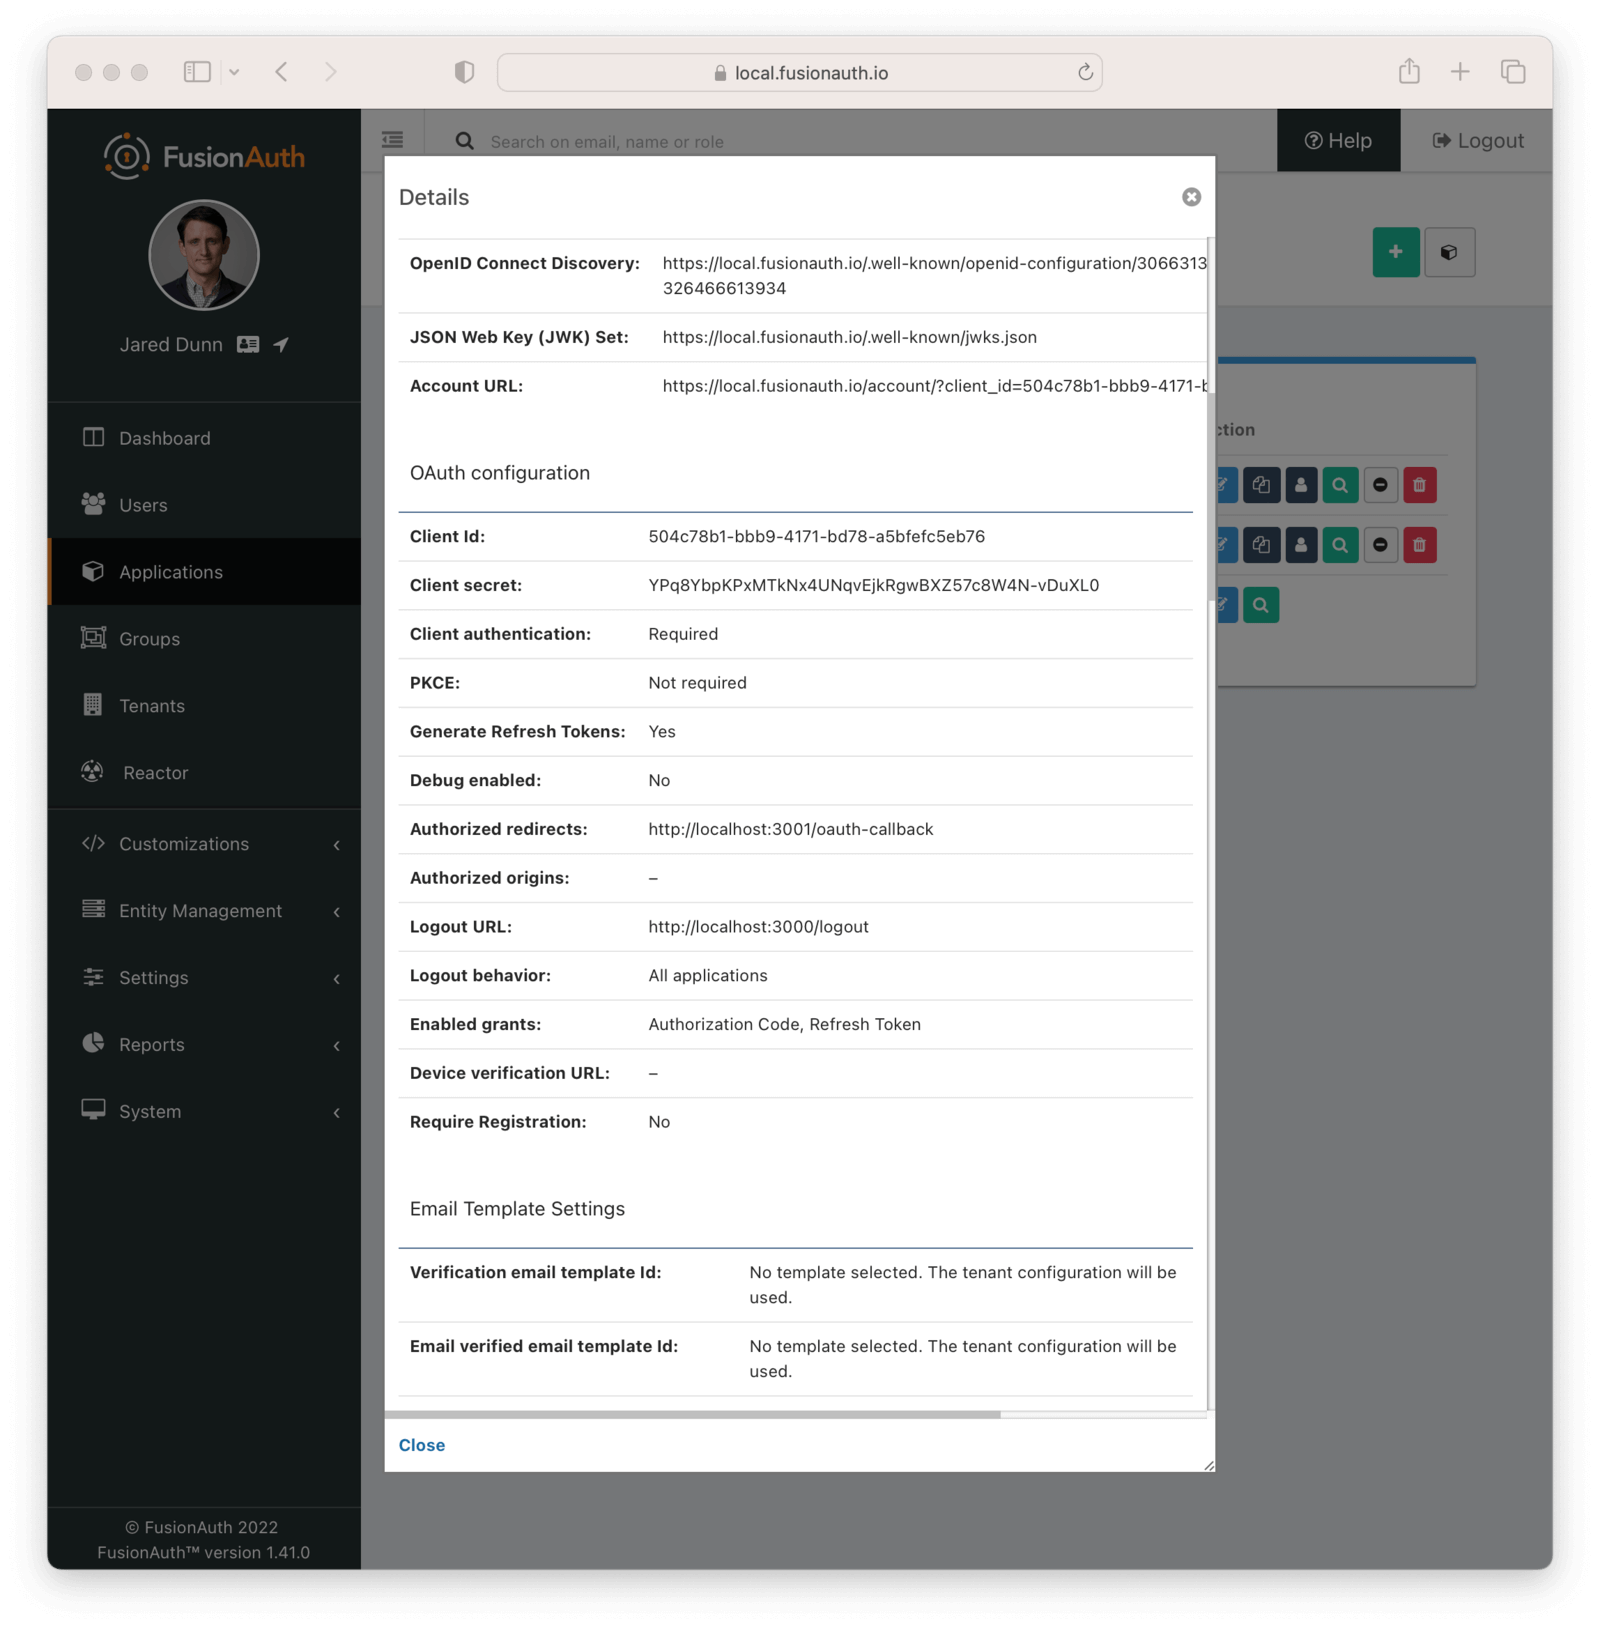 local.fusionauth.io
FusionAuth
Search on email, name or role
Help
Logout
Jared Dunn
Dashboard
Users
Applications
Groups
Tenants
Reactor
Customizations
Entity Management
Settings
Reports
System
© FusionAuth 2022
FusionAuth™ version 1.41.0
Details
OpenID Connect Discovery: https://local.fusionauth.io/.well-known/openid-configuration/3066313
326466613934
JSON Web Key (JWK) Set: https://local.fusionauth.io/.well-known/jwks.json
Account URL: https://local.fusionauth.io/account/?client_id=504c78b1-bbb9-4171-b
OAuth configuration
Client Id: 504c78b1-bbb9-4171-bd78-a5bfefc5eb76
Client secret: YPq8YbpKPxMTkNx4UNqvEjkRgwBXZ57c8W4N-vDuXL0
Client authentication: Required
PKCE: Not required
Generate Refresh Tokens: Yes
Debug enabled: No
Authorized redirects: http://localhost:3001/oauth-callback
Authorized origins: –
Logout URL: http://localhost:3000/logout
Logout behavior: All applications
Enabled grants: Authorization Code, Refresh Token
Device verification URL: –
Require Registration: No
Email Template Settings
Verification email template Id: No template selected. The tenant configuration will be
used.
Email verified email template Id: No template selected. The tenant configuration will be
used.
Close
ction